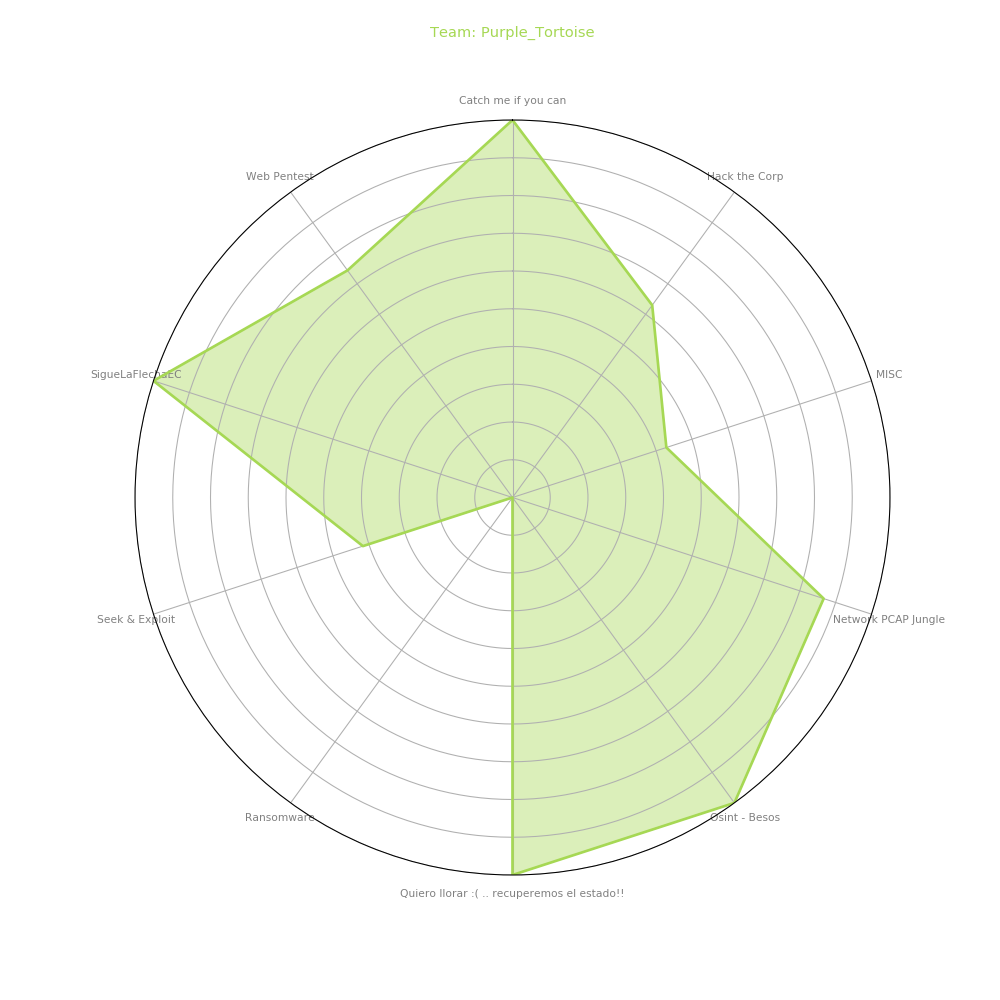 Team: Purple_Tortoise
Catch me if you can
Web Pentest
Hack the Corp
SigueLaFlechaEC
MISC
Seek & Exploit
Network PCAP Jungle
Ransomware
Osint - Besos
Quiero llorar :( .. recuperemos el estado!!